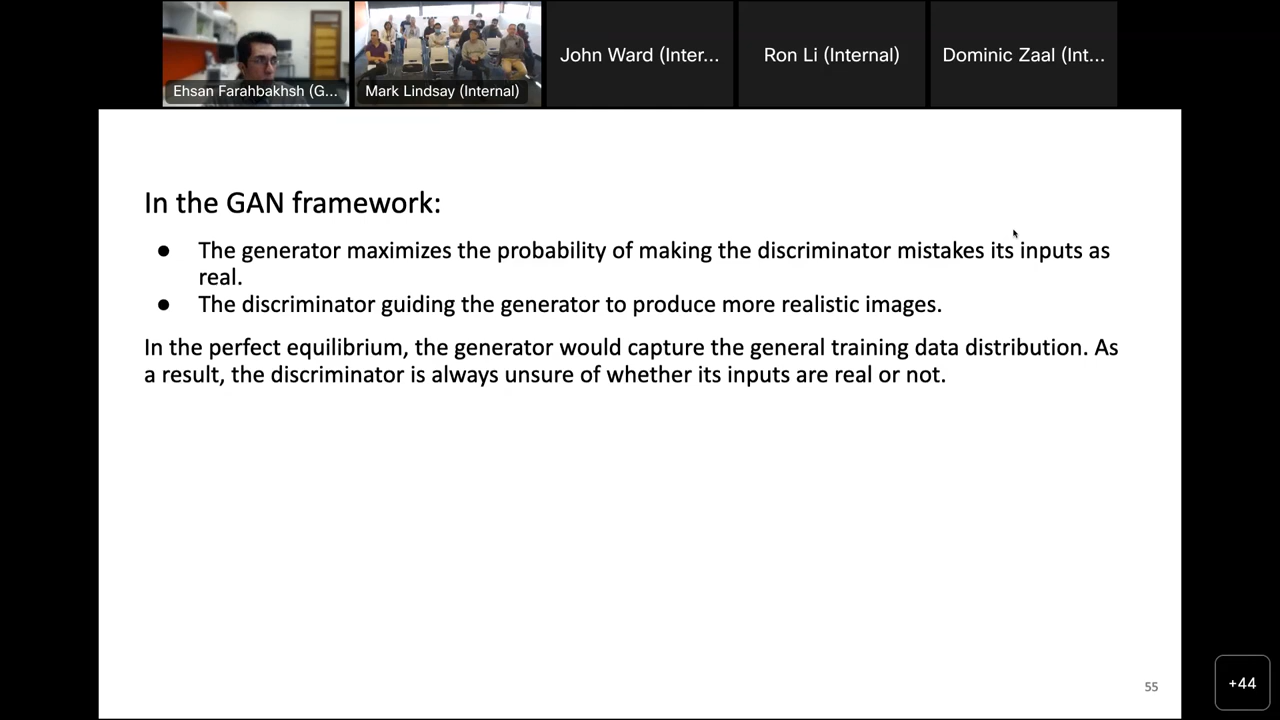 Ehsan Farahbakhsh (G...
Mark Lindsay (Internal)
John Ward (Inter...
Ron Li (Internal)
Dominic Zaal (Int...
In the GAN framework:
● The generator maximizes the probability of making the discriminator mistakes its inputs as
real.
● The discriminator guiding the generator to produce more realistic images.
In the perfect equilibrium, the generator would capture the general training data distribution. As
a result, the discriminator is always unsure of whether its inputs are real or not.
55
+44